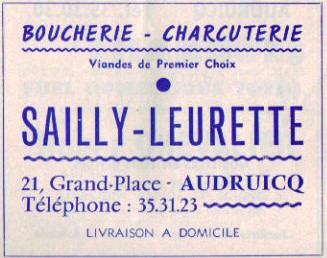 BOUCHERIE - CHARCUTERIE
Viandes de Premier Choix
SAILLY-LEURETTE
21, Grand-Place - AUDRUICQ
Téléphone : 35.31.23
LIVRAISON A DOMICILE